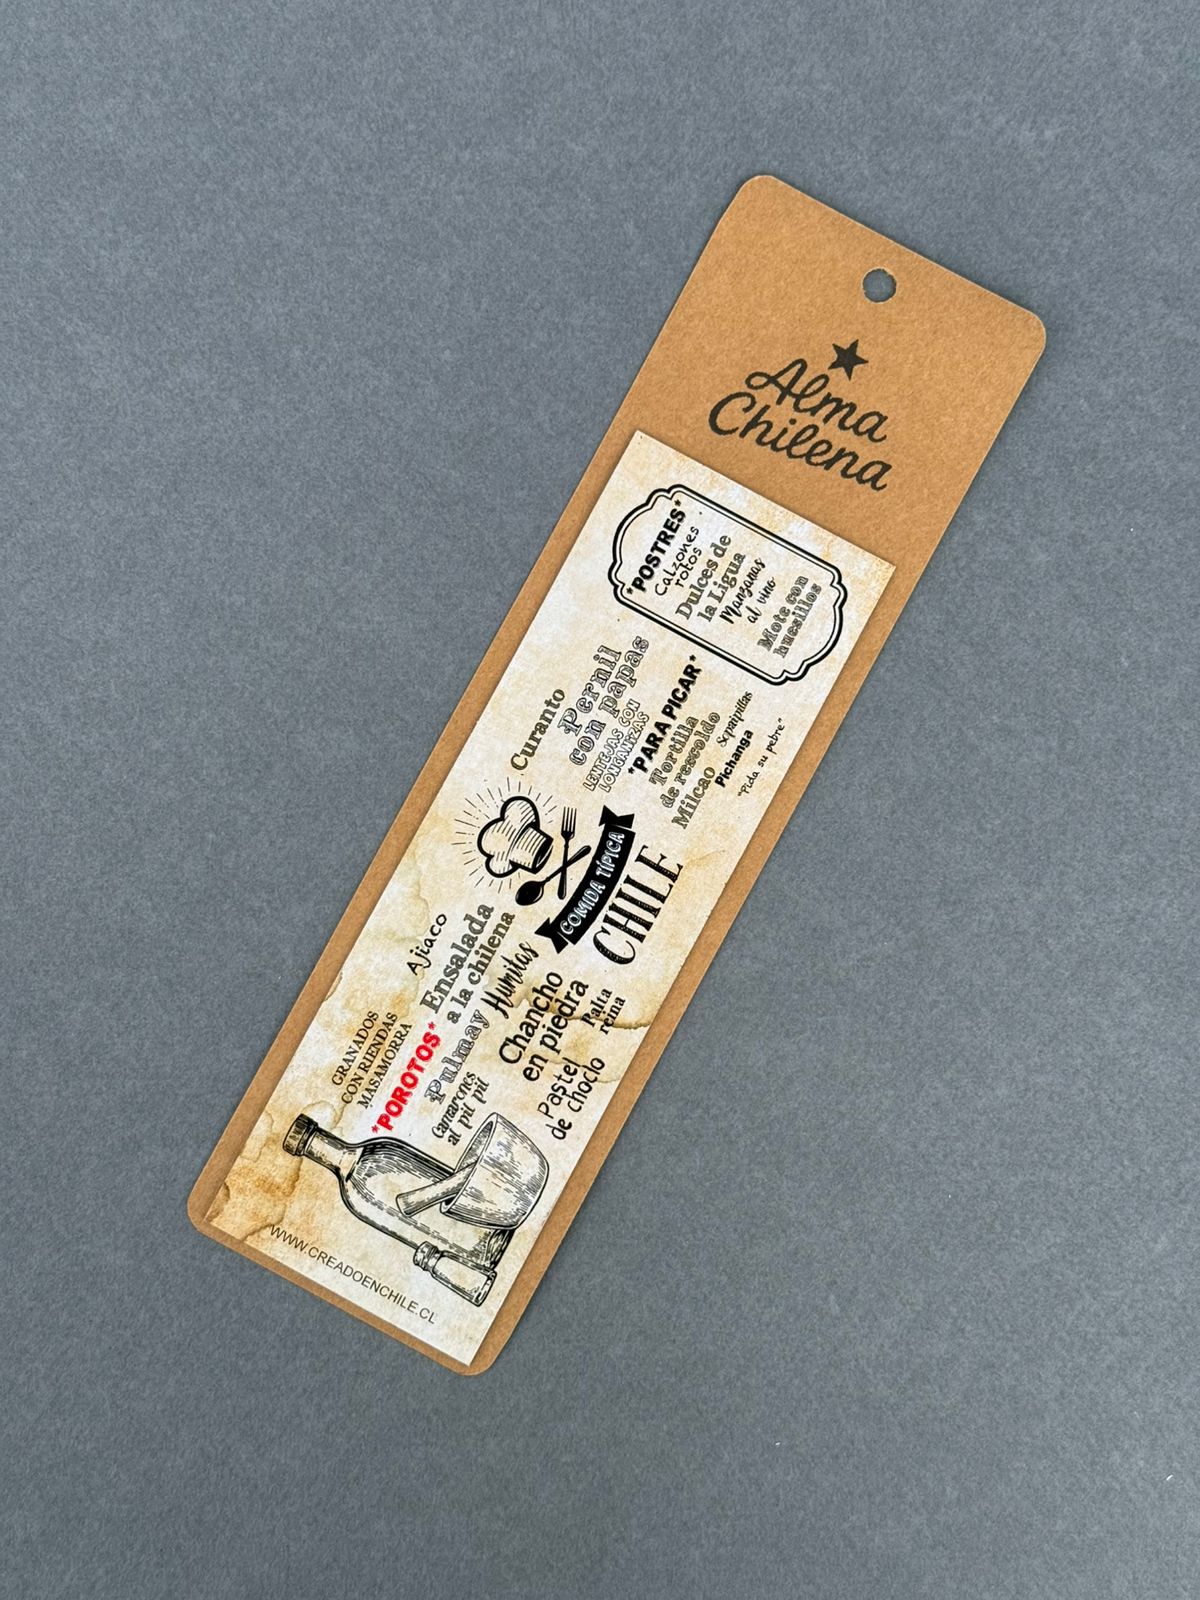 Alma
Chilena
GRANADOS
CON RIENDAS
MASAMORRA
*POROTOS*
Ajiaco
Ensalada
a la chilena
Pulmay
Humitas
Camarones
al pil pil
Chancho
en piedra
Palta
reina
Pastel
de choclo
COMIDA TÍPICA
CHILE
Curanto
Pernil
con papas
LENTEJAS CON
LONGANIZAS
*PARA PICAR*
Tortilla
de rescoldo
Milcao
Sopaipillas
Pichanga
"Pida su pebre"
*POSTRES*
Calzones
rotos
Dulces de
la Ligua
Manzanas
al vino
Mote con
huesillos
WWW.CREADOENCHILE.CL